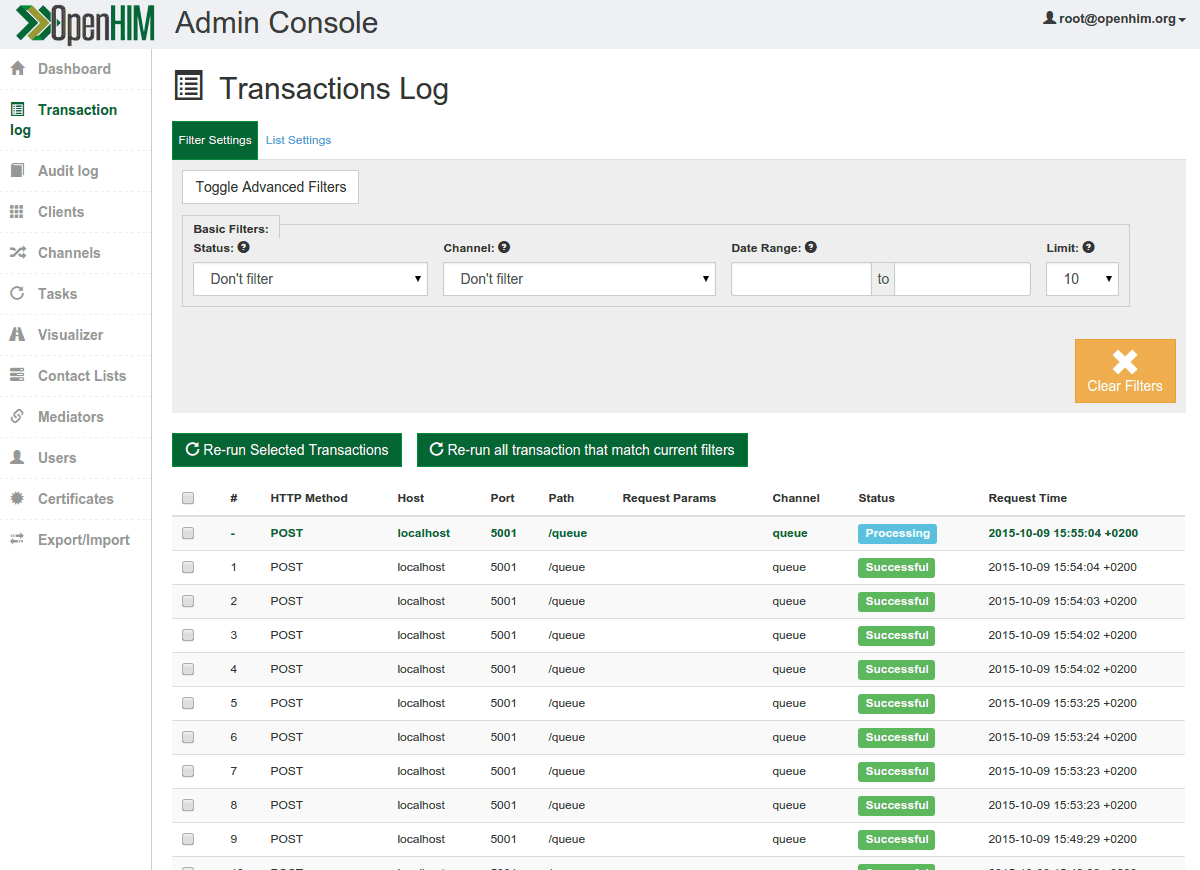 OpenHIM Admin Console root@openhim.org
Dashboard
Transaction
log
Audit log
Clients
Channels
Tasks
Visualizer
Contact Lists
Mediators
Users
Certificates
Export/Import
Transactions Log
Filter Settings List Settings
Toggle Advanced Filters
Basic Filters:
Status: ? Channel: ? Date Range: ? Limit: ?
Don't filter Don't filter to 10
Clear Filters
Re-run Selected Transactions Re-run all transaction that match current filters
# HTTP Method Host Port Path Request Params Channel Status Request Time
- POST localhost 5001 /queue queue Processing 2015-10-09 15:55:04 +0200
1 POST localhost 5001 /queue queue Successful 2015-10-09 15:54:04 +0200
2 POST localhost 5001 /queue queue Successful 2015-10-09 15:54:03 +0200
3 POST localhost 5001 /queue queue Successful 2015-10-09 15:54:02 +0200
4 POST localhost 5001 /queue queue Successful 2015-10-09 15:54:02 +0200
5 POST localhost 5001 /queue queue Successful 2015-10-09 15:53:25 +0200
6 POST localhost 5001 /queue queue Successful 2015-10-09 15:53:24 +0200
7 POST localhost 5001 /queue queue Successful 2015-10-09 15:53:23 +0200
8 POST localhost 5001 /queue queue Successful 2015-10-09 15:53:23 +0200
9 POST localhost 5001 /queue queue Successful 2015-10-09 15:49:29 +0200